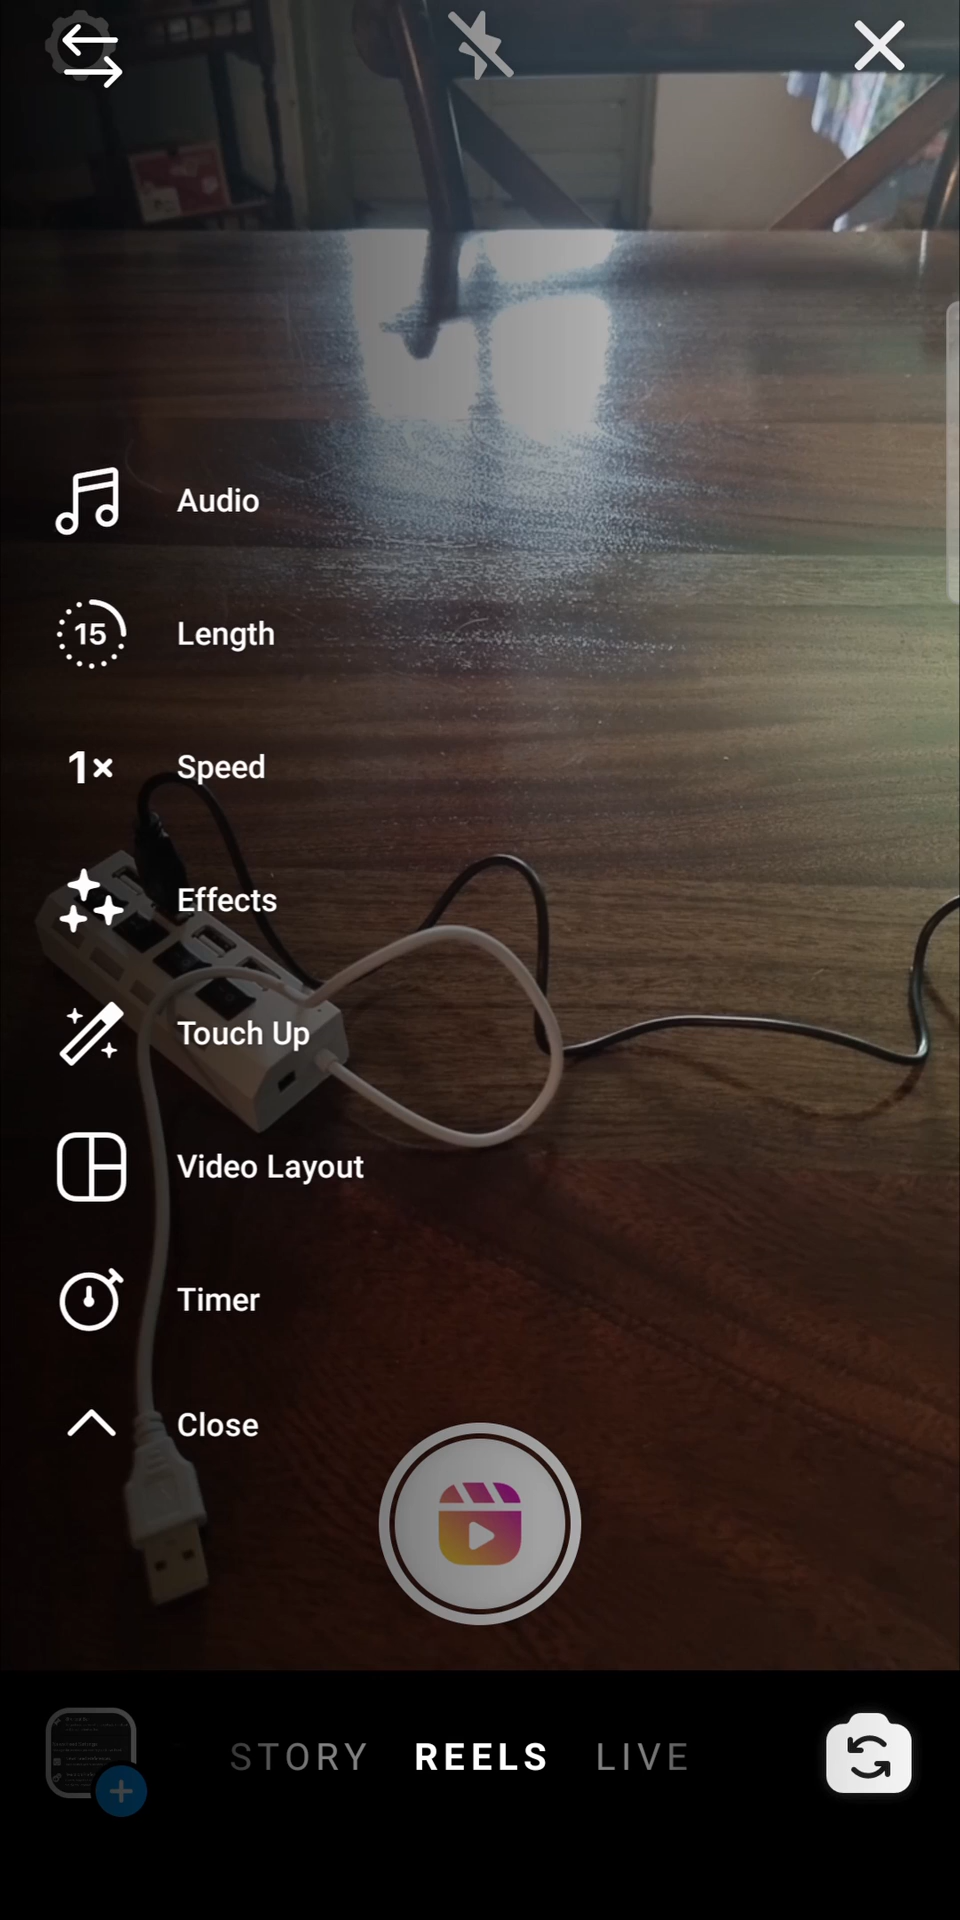 Audio
15
Length
1×
Speed
Effects
Touch Up
Video Layout
Timer
Close
STORY
REELS
LIVE